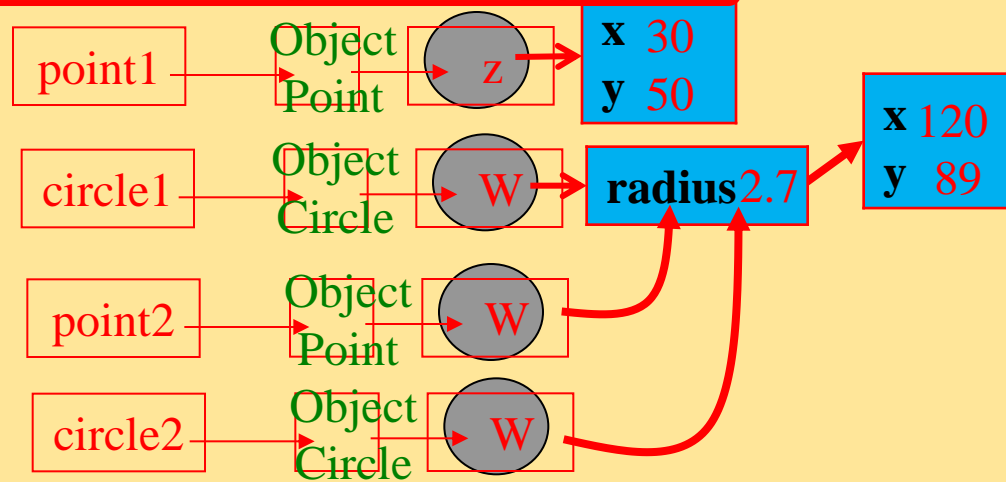 point1 Object Point z x 30
y 50
circle1 Object Circle W radius 2.7 x 120
y 89
point2 Object Point W
circle2 Object Circle W